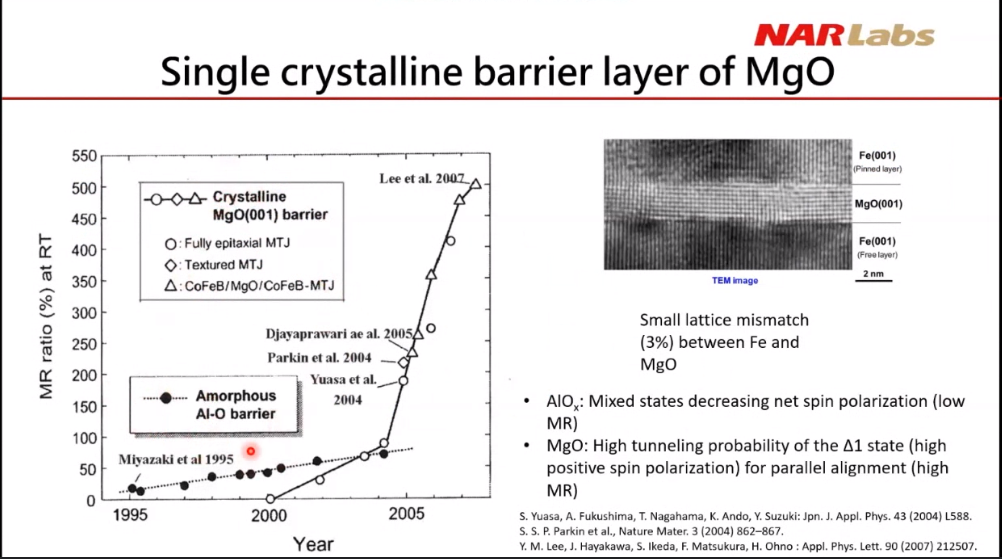 NARLabs
Single crystalline barrier layer of MgO
550
500
450
400
350
300
250
200
150
100
50
0
MR ratio (%) at RT
1995
2000
2005
Year
Crystalline
MgO(001) barrier
: Fully epitaxial MTJ
: Textured MTJ
: CoFeB/MgO/CoFeB-MTJ
Lee et al. 2007
Djayaprawari ae al. 2005
Parkin et al. 2004
Yuasa et al.
2004
Amorphous
Al-O barrier
Miyazaki et al 1995
Fe(001)
(Pinned layer)
MgO(001)
Fe(001)
(Free layer)
2 nm
TEM image
Small lattice mismatch
(3%) between Fe and
MgO
• AlOₓ: Mixed states decreasing net spin polarization (low
MR)
• MgO: High tunneling probability of the Δ1 state (high
positive spin polarization) for parallel alignment (high
MR)
S. Yuasa, A. Fukushima, T. Nagahama, K. Ando, Y. Suzuki: Jpn. J. Appl. Phys. 43 (2004) L588.
S. S. P. Parkin et al., Nature Mater. 3 (2004) 862–867.
Y. M. Lee, J. Hayakawa, S. Ikeda, F. Matsukura, H. Ohno : Appl. Phys. Lett. 90 (2007) 212507.